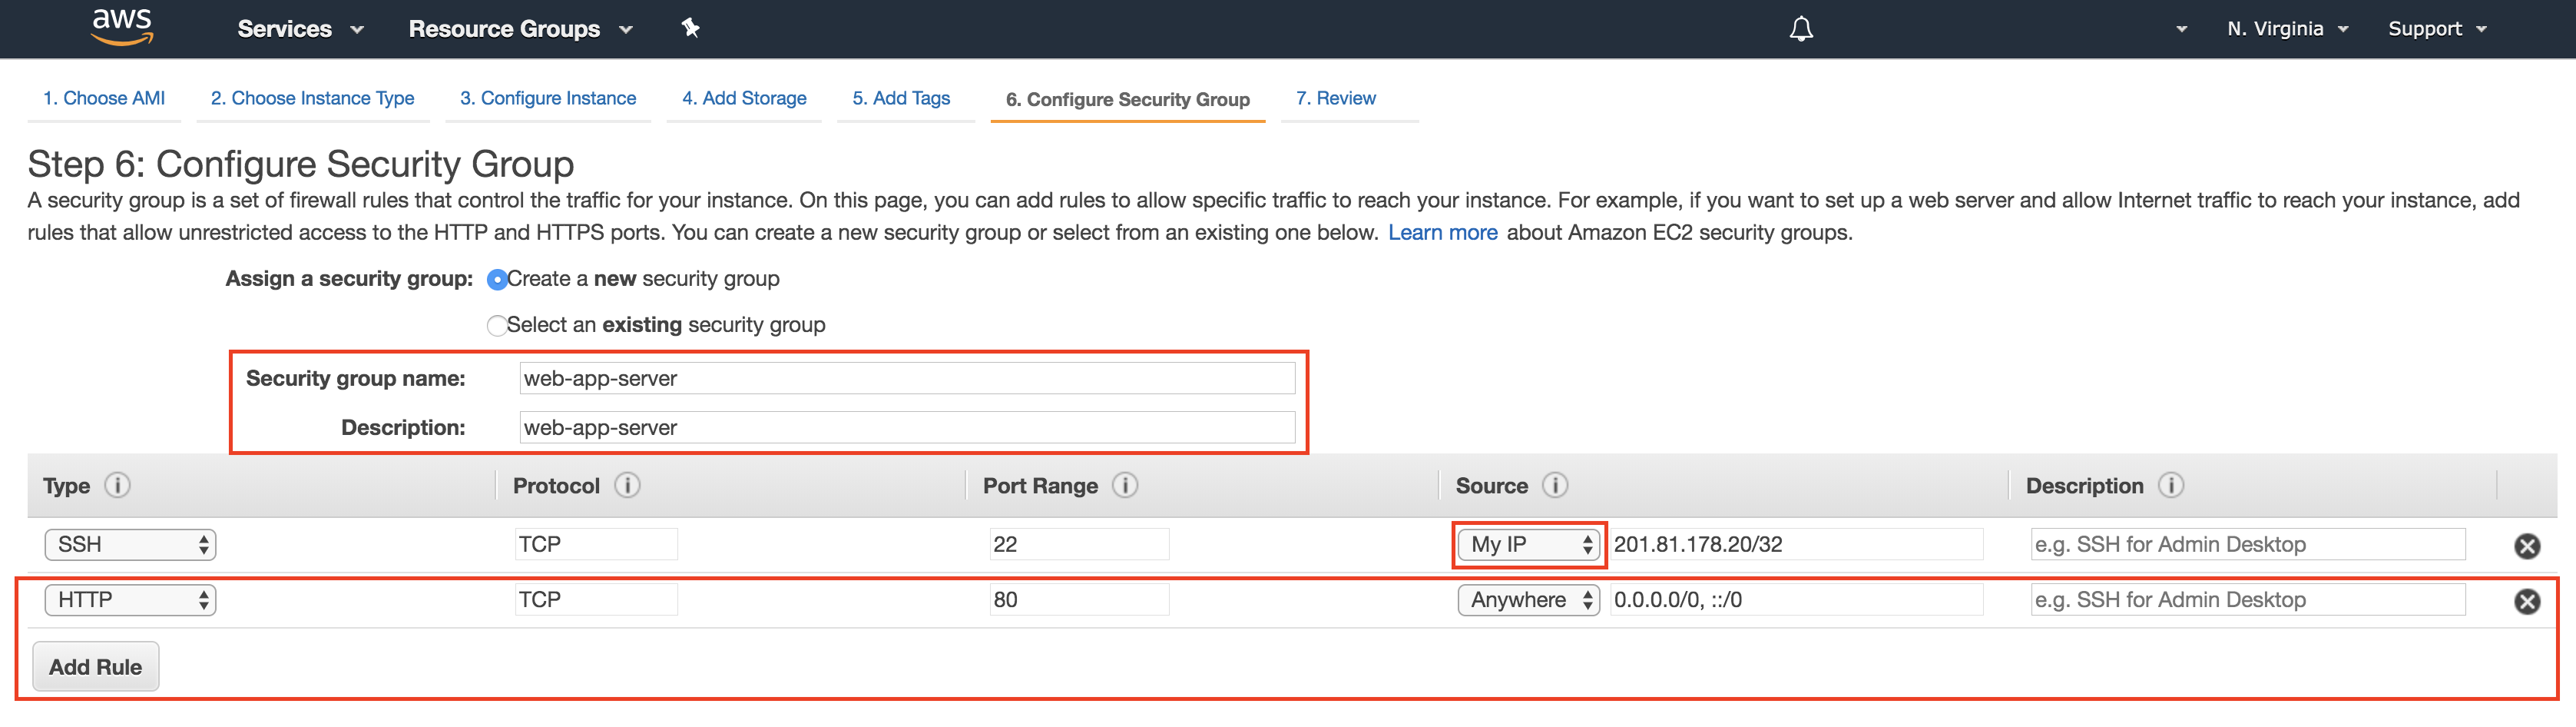 aws Services Resource Groups N. Virginia Support
1. Choose AMI 2. Choose Instance Type 3. Configure Instance 4. Add Storage 5. Add Tags 6. Configure Security Group 7. Review
Step 6: Configure Security Group
A security group is a set of firewall rules that control the traffic for your instance. On this page, you can add rules to allow specific traffic to reach your instance. For example, if you want to set up a web server and allow Internet traffic to reach your instance, add
rules that allow unrestricted access to the HTTP and HTTPS ports. You can create a new security group or select from an existing one below. Learn more about Amazon EC2 security groups.
Assign a security group: Create a new security group
Select an existing security group
Security group name: web-app-server
Description: web-app-server
Type i Protocol i Port Range i Source i Description i
SSH TCP 22 My IP 201.81.178.20/32 e.g. SSH for Admin Desktop
HTTP TCP 80 Anywhere 0.0.0.0/0, ::/0 e.g. SSH for Admin Desktop
Add Rule